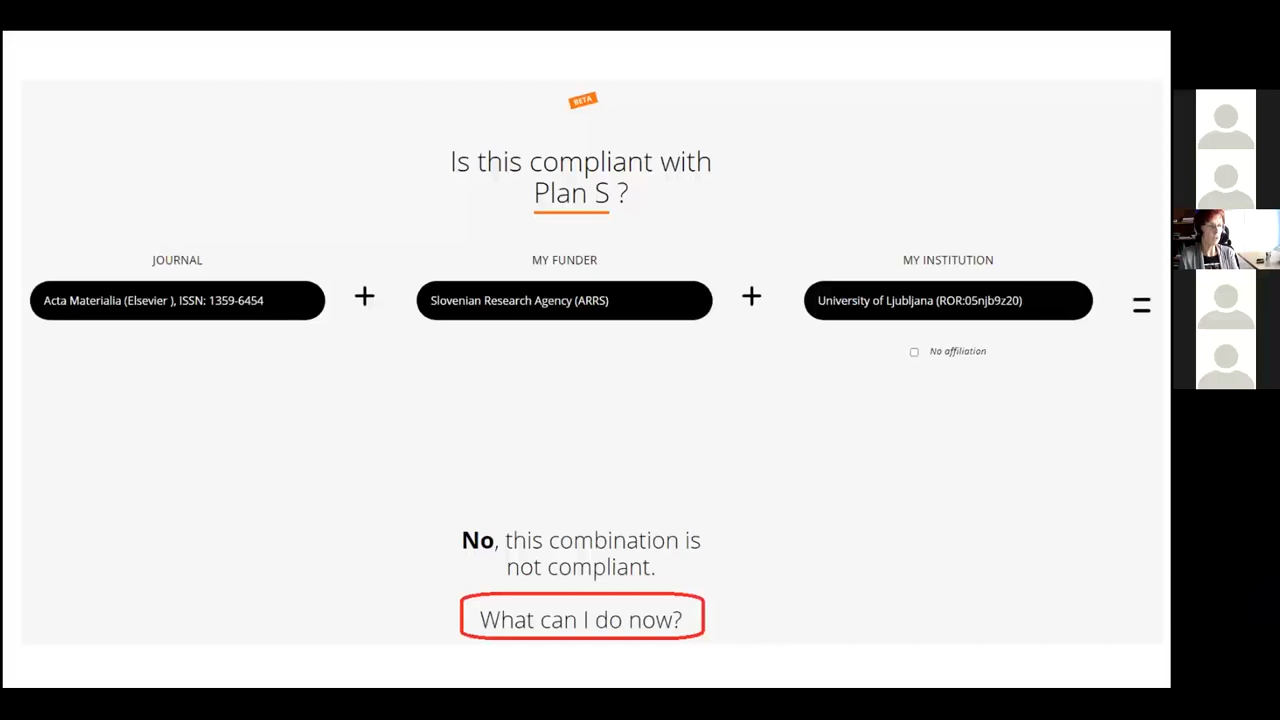 BETA
Is this compliant with
Plan S ?
JOURNAL
MY FUNDER
MY INSTITUTION
Acta Materialia (Elsevier ), ISSN: 1359-6454
+
Slovenian Research Agency (ARRS)
+
University of Ljubljana (ROR:05njb9z20)
=
No affiliation
No, this combination is
not compliant.
What can I do now?